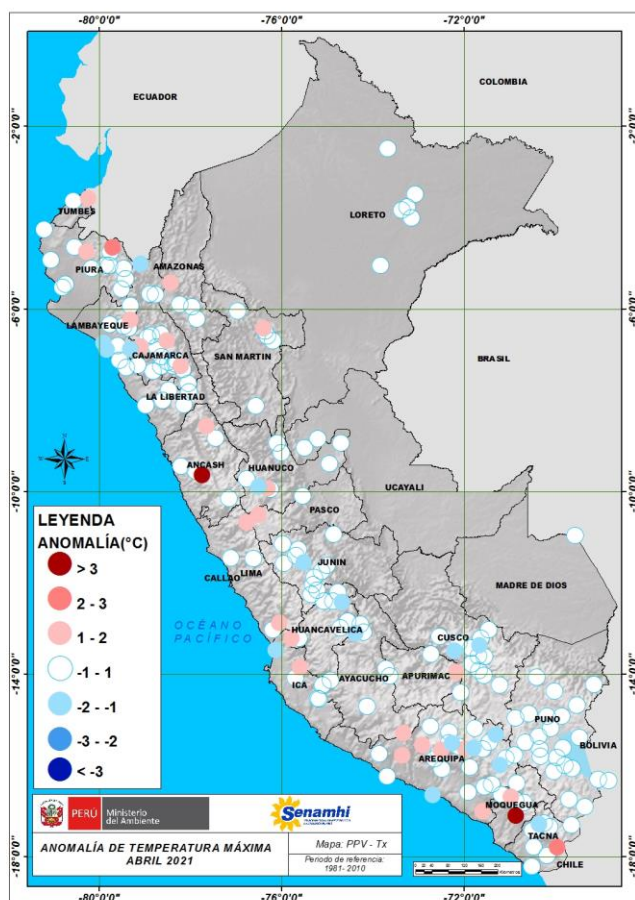 -80°0'0" -76°0'0" -72°0'0"
COLOMBIA
ECUADOR
-2°0'0" -2°0'0"
TUMBES
LORETO
PIURA
AMAZONAS
-6°0'0" -6°0'0"
LAMBAYEQUE
CAJAMARCA
SAN MARTIN
BRASIL
LA LIBERTAD
ANCASH
HUANUCO
UCAYALI
-10°0'0" -10°0'0"
PASCO
LEYENDA
ANOMALÍA(°C)
> 3
2 - 3
1 - 2
-1 - 1
-2 - -1
-3 - -2
< -3
JUNIN
CALLAO
LIMA
MADRE DE DIOS
OCÉANO
PACÍFICO
HUANCAVELICA
CUSCO
-14°0'0" -14°0'0"
ICA
AYACUCHO
APURIMAC
PUNO
BOLIVIA
AREQUIPA
MOQUEGUA
TACNA
CHILE
PERÚ
Ministerio
del Ambiente
Senamhi
ANOMALÍA DE TEMPERATURA MÁXIMA
ABRIL 2021
Mapa: PPV - Tx
Periodo de referencia:
1981- 2010
-18°0'0" -18°0'0"
-80°0'0" -76°0'0" -72°0'0"